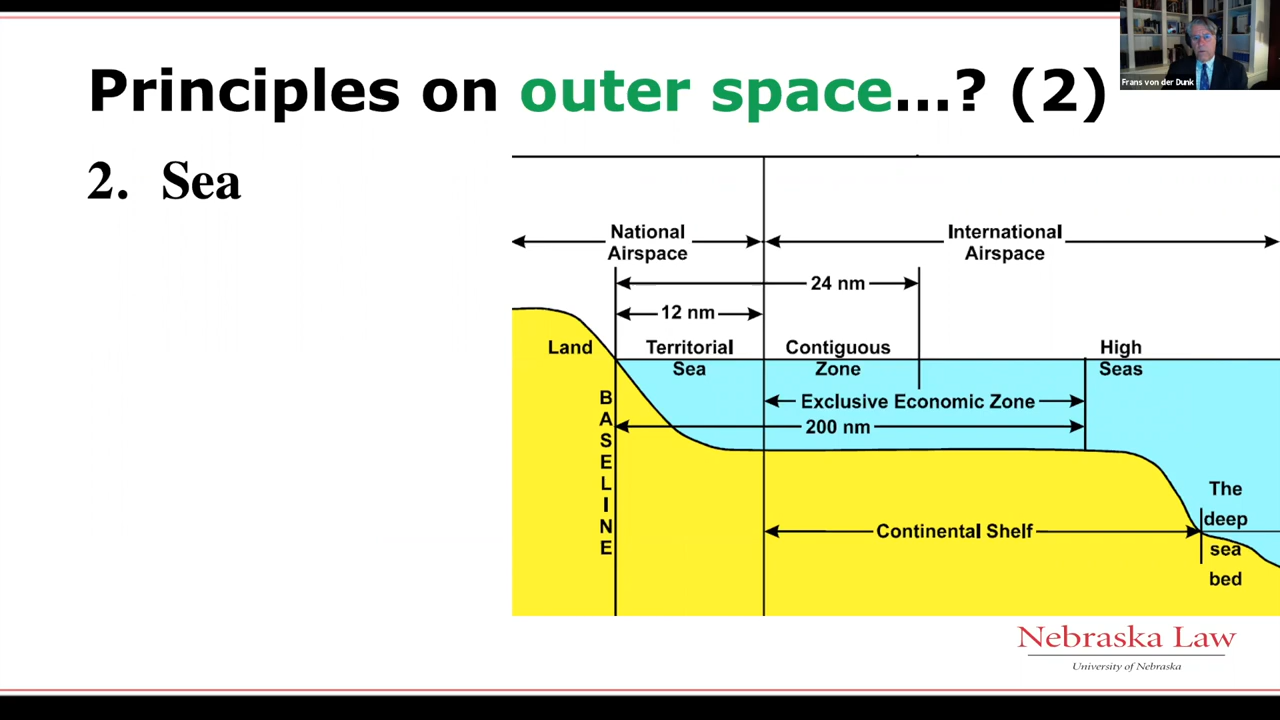 Principles on outer space...? (2)
Frans von der Dunk
2. Sea
National
Airspace
International
Airspace
24 nm
12 nm
Land
Territorial
Sea
Contiguous
Zone
High
Seas
BASELINE
Exclusive Economic Zone
200 nm
Continental Shelf
The
deep
sea
bed
Nebraska Law
University of Nebraska